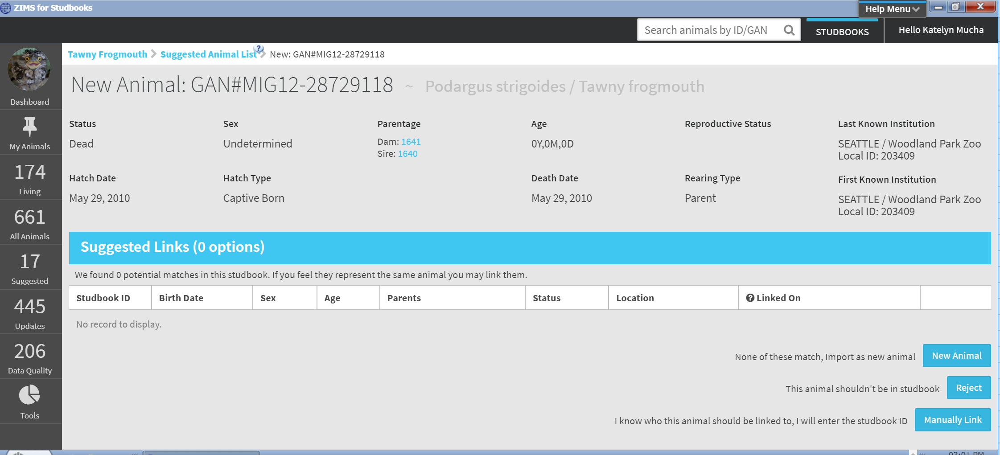 ZIMS for Studbooks
Help Menu
Search animals by ID/GAN
STUDBOOKS
Hello Katelyn Mucha
Tawny Frogmouth
Suggested Animal List
?
New: GAN#MIG12-28729118
New Animal: GAN#MIG12-28729118 ~ Podargus strigoides / Tawny frogmouth
Dashboard
My Animals
174
Living
661
All Animals
17
Suggested
445
Updates
206
Data Quality
Tools
Status
Dead
Sex
Undetermined
Parentage
Dam: 1641
Sire: 1640
Age
0Y,0M,0D
Reproductive Status
Last Known Institution
SEATTLE / Woodland Park Zoo
Local ID: 203409
Hatch Date
May 29, 2010
Hatch Type
Captive Born
Death Date
May 29, 2010
Rearing Type
Parent
First Known Institution
SEATTLE / Woodland Park Zoo
Local ID: 203409
Suggested Links (0 options)
We found 0 potential matches in this studbook. If you feel they represent the same animal you may link them.
Studbook ID Birth Date Sex Age Parents Status Location ? Linked On
No record to display.
None of these match, Import as new animal New Animal
This animal shouldn't be in studbook Reject
I know who this animal should be linked to, I will enter the studbook ID Manually Link
03:01 PM